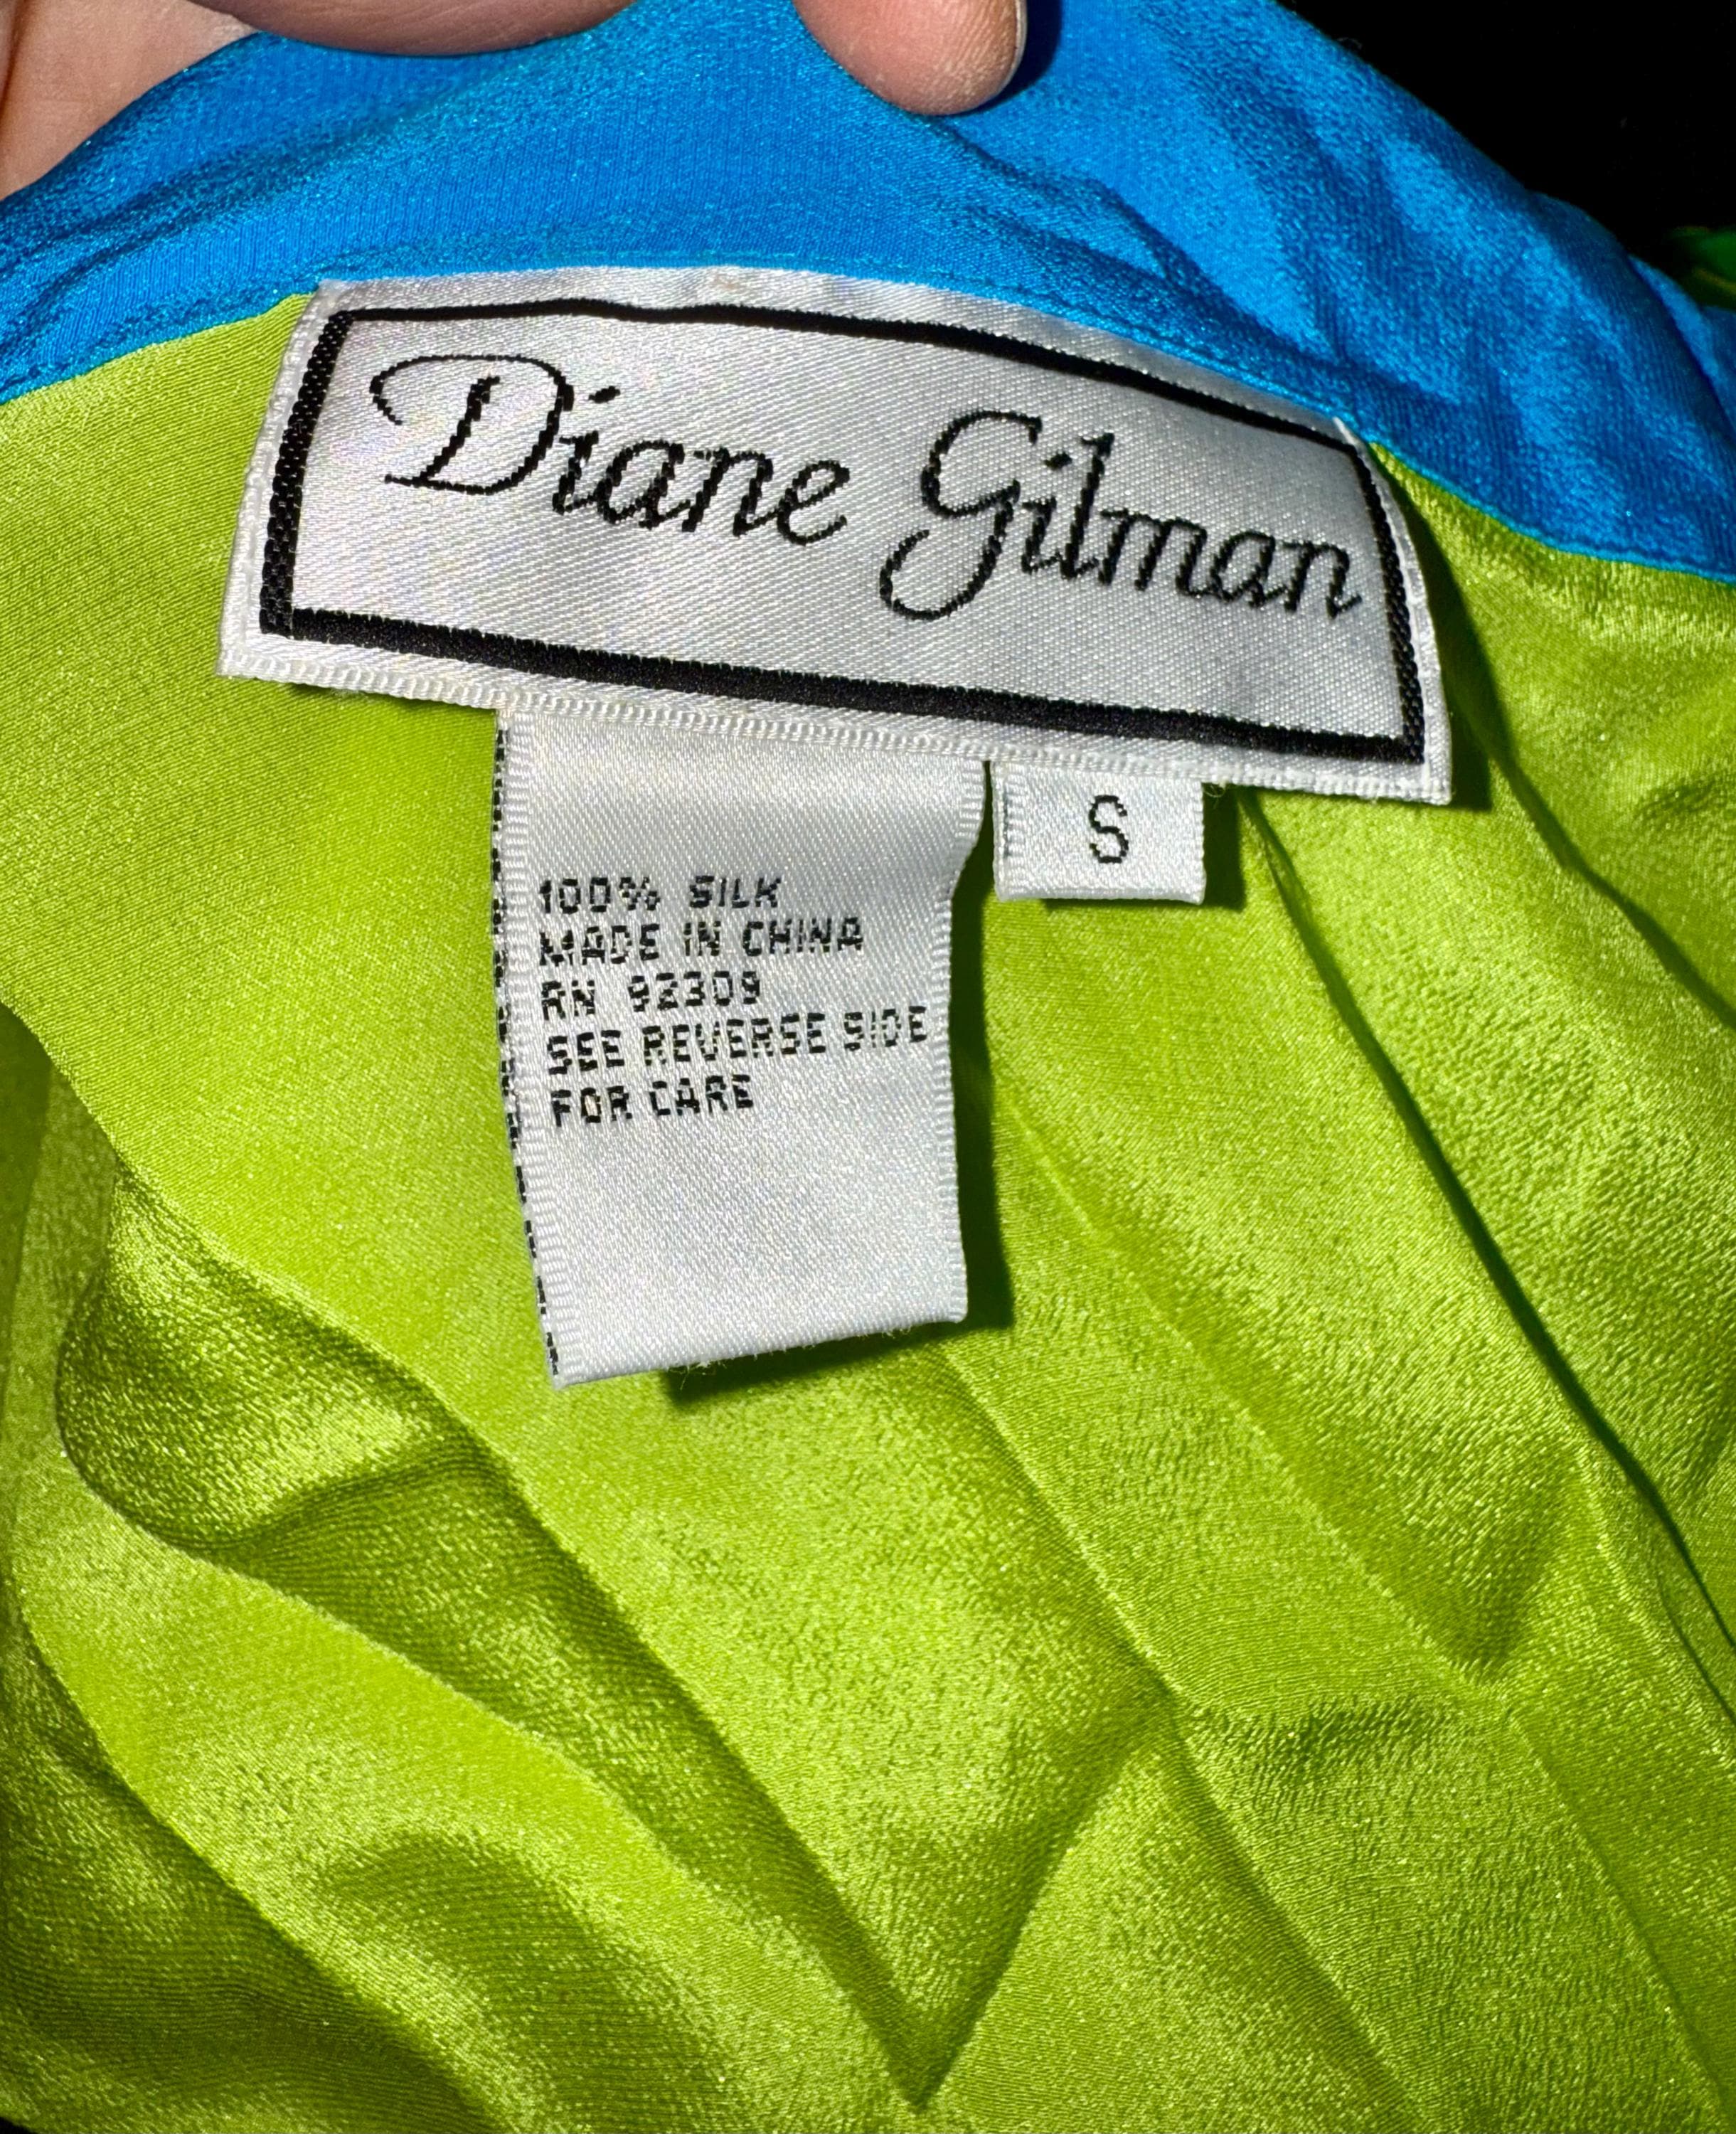 Diane Gilman
S
100% SILK
MADE IN CHINA
RN 92309
SEE REVERSE SIDE
FOR CARE